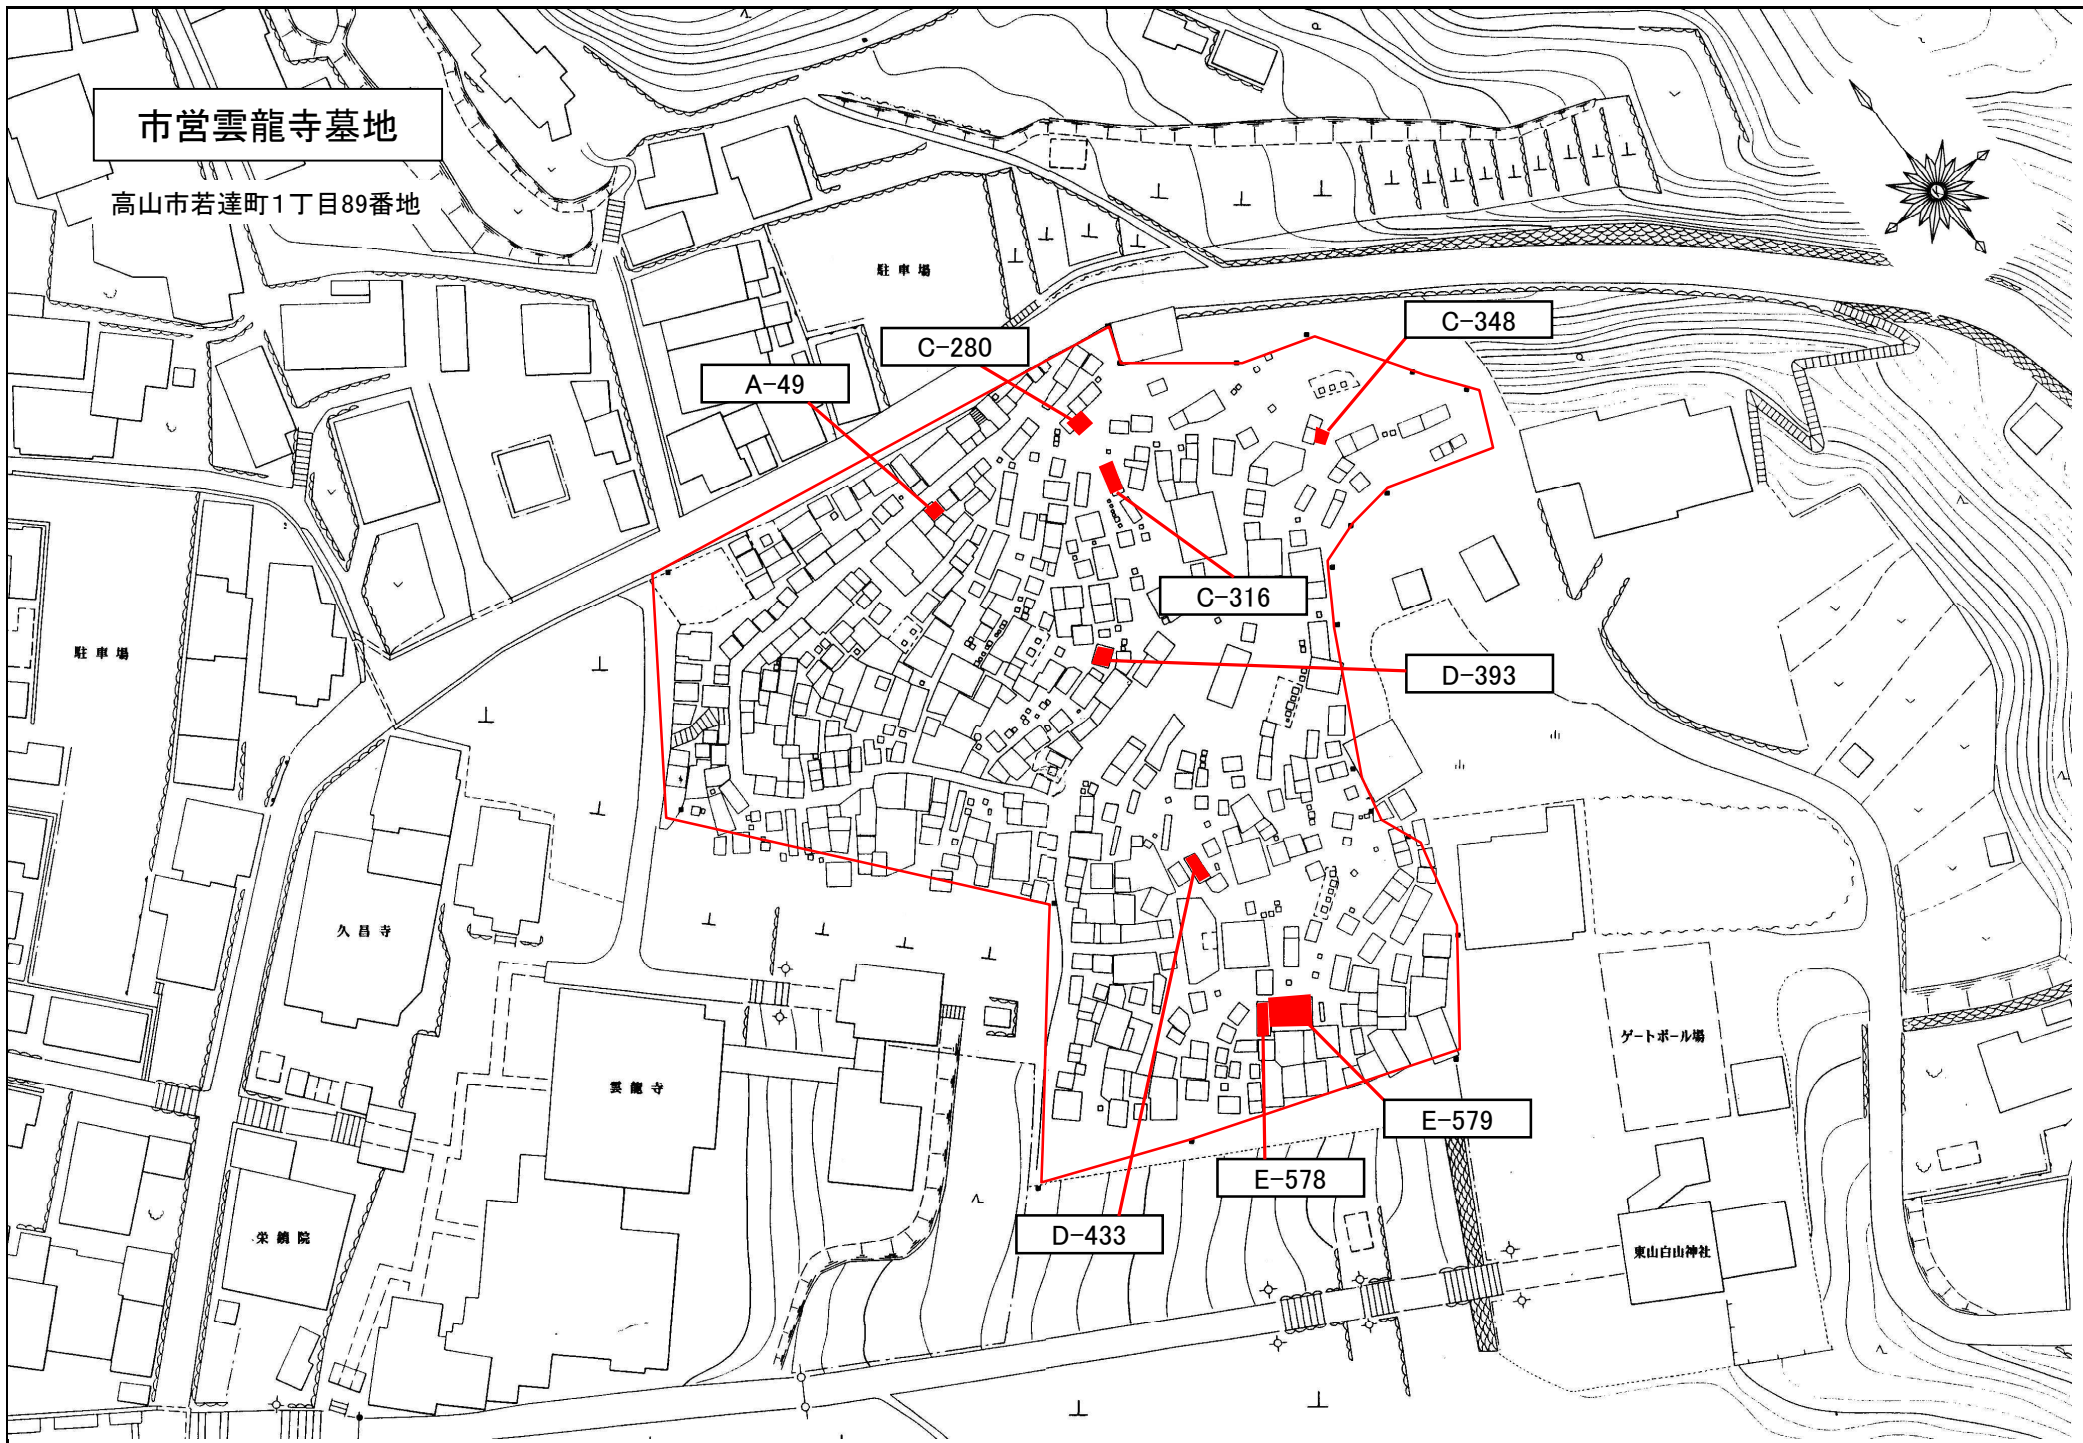 市営雲龍寺墓地
高山市若達町1丁目89番地
駐車場
C-348
C-280
A-49
C-316
駐車場
D-393
久昌寺
ゲートボール場
雲龍寺
E-579
E-578
D-433
栄鏡院
東山白山神社